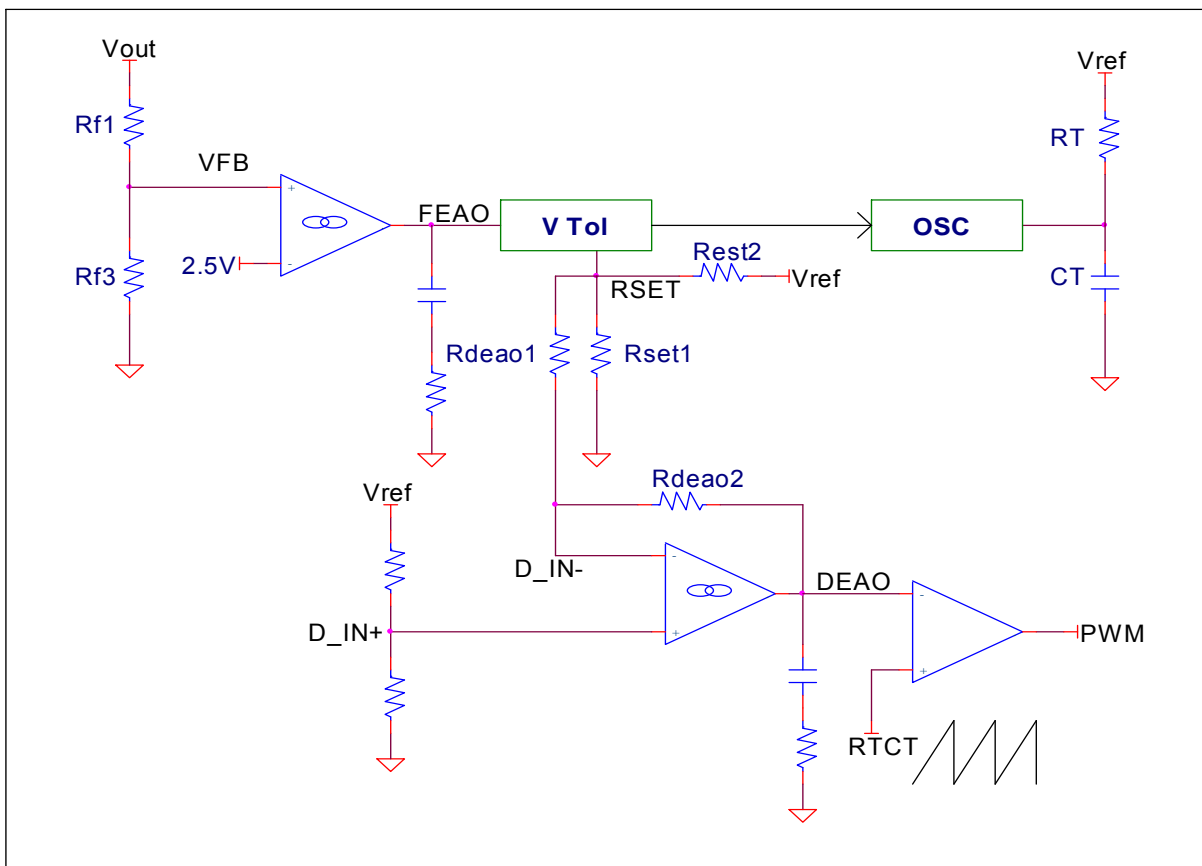 Vout
Vref
Rf1
RT
VFB
+
FEAO
V Tol
OSC
Rf3
2.5V
-
Rest2
Vref
RSET
CT
Rdeao1
Rset1
Vref
Rdeao2
D_IN-
-
DEAO
-
D_IN+
+
PWM
+
RTCT